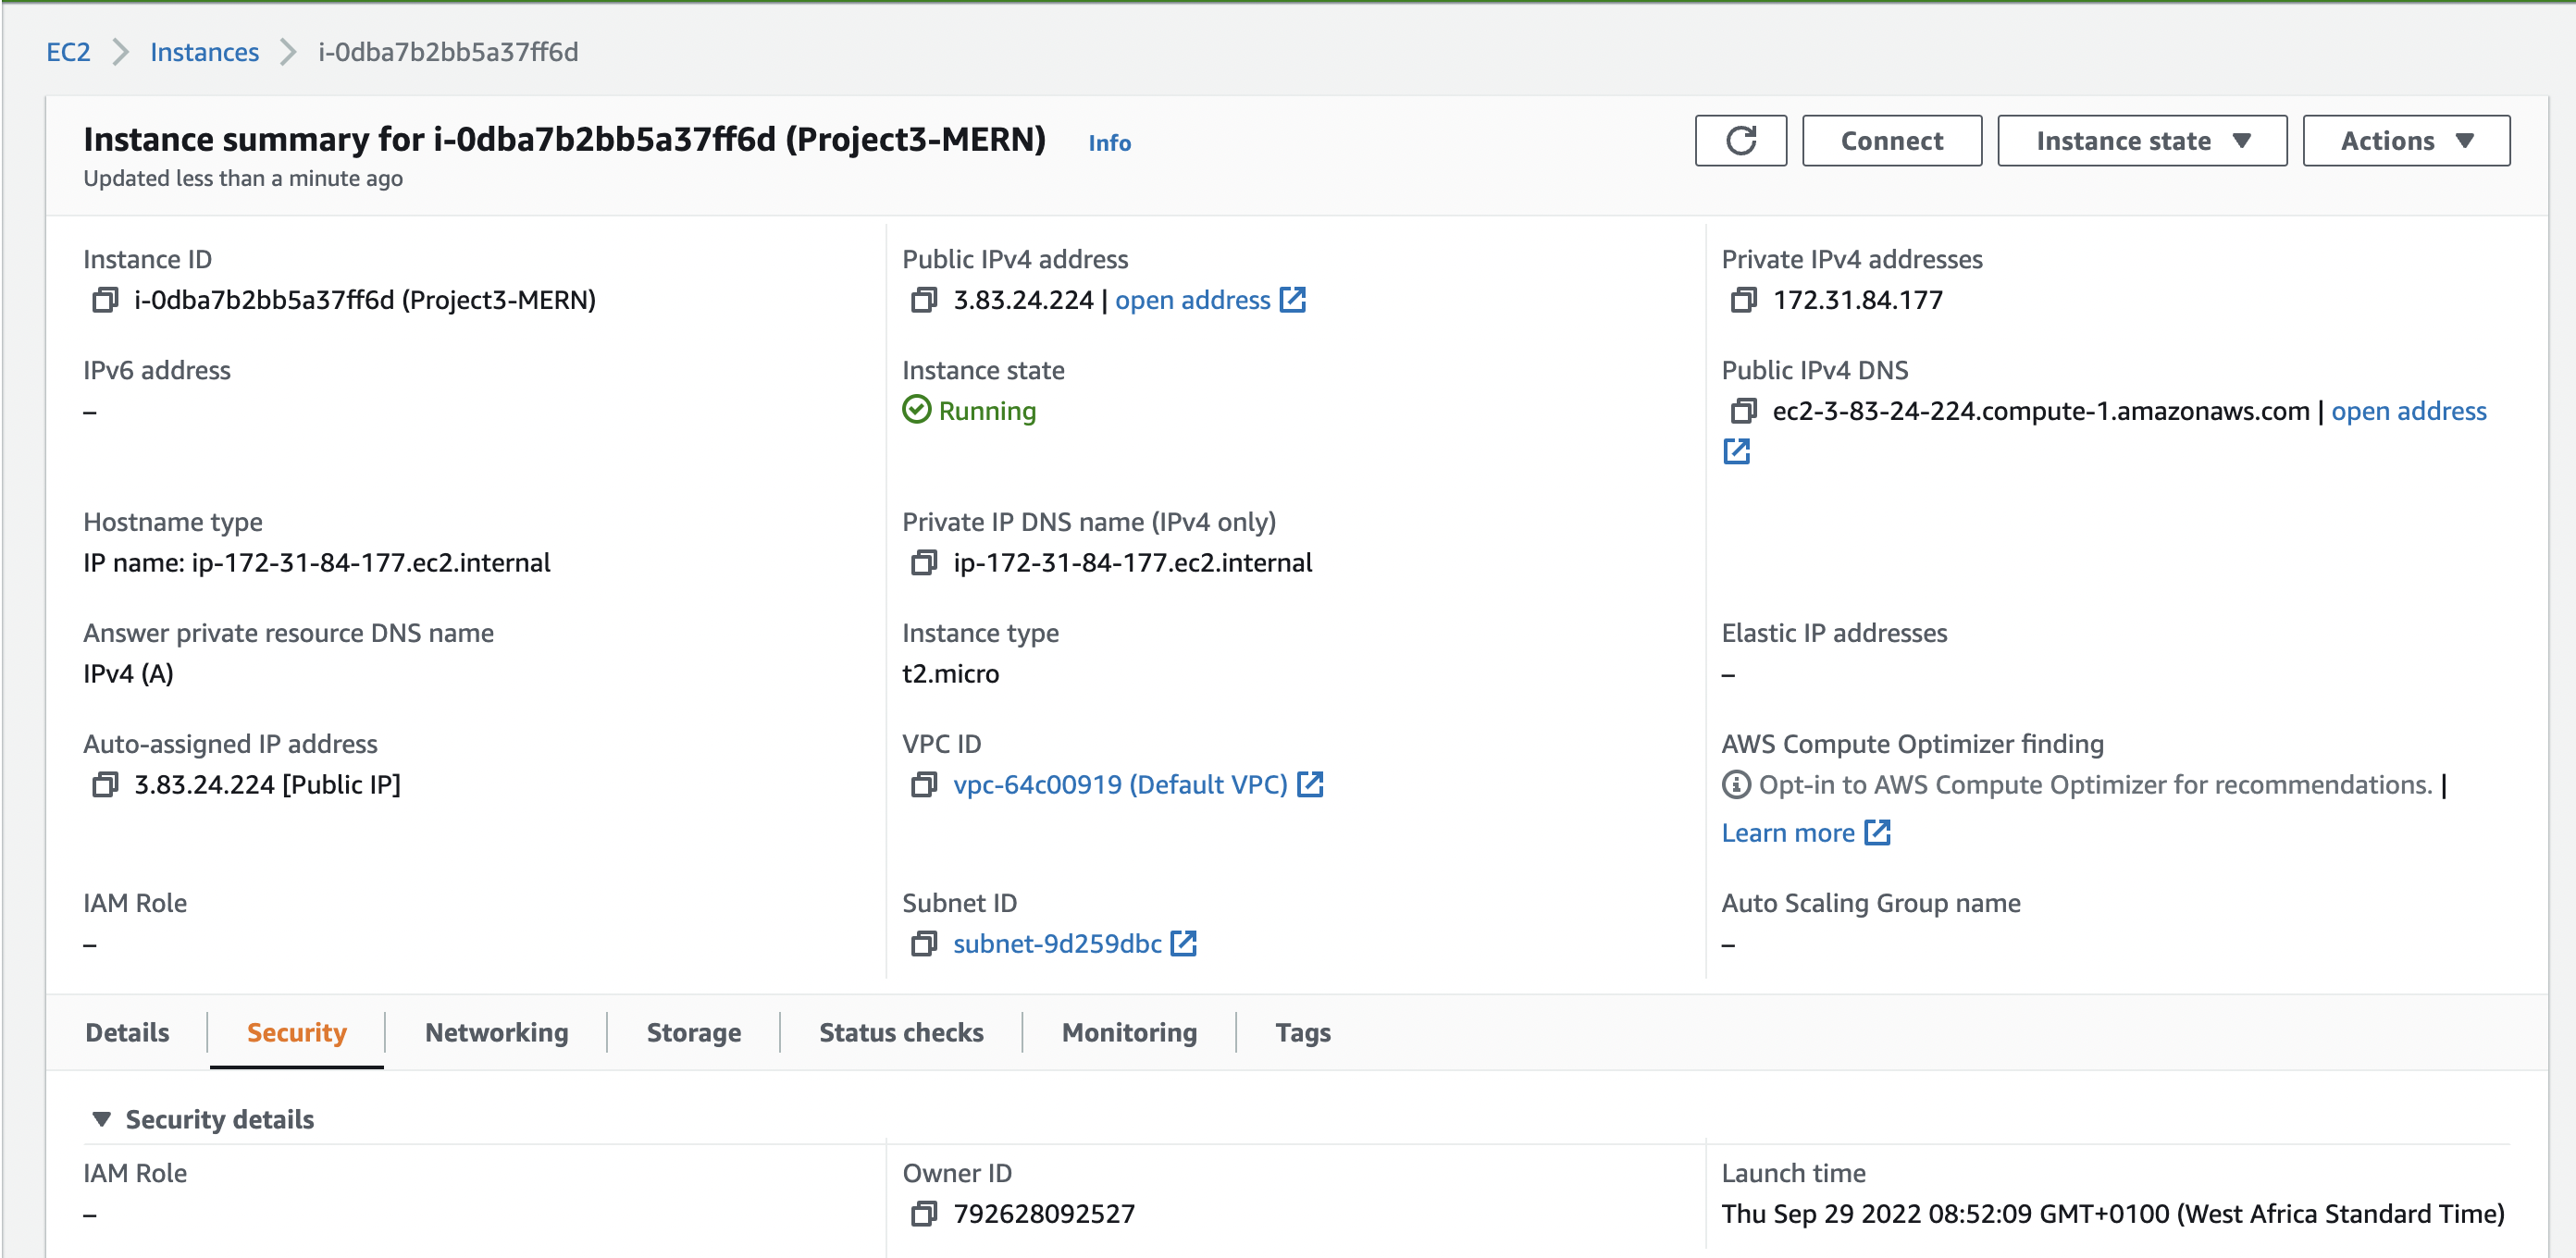 EC2 > Instances > i-0dba7b2bb5a37ff6d
Instance summary for i-0dba7b2bb5a37ff6d (Project3-MERN) Info
Connect Instance state Actions
Updated less than a minute ago
Instance ID
i-0dba7b2bb5a37ff6d (Project3-MERN)
Public IPv4 address
3.83.24.224 | open address
Private IPv4 addresses
172.31.84.177
IPv6 address
–
Instance state
Running
Public IPv4 DNS
ec2-3-83-24-224.compute-1.amazonaws.com | open address
Hostname type
IP name: ip-172-31-84-177.ec2.internal
Private IP DNS name (IPv4 only)
ip-172-31-84-177.ec2.internal
Answer private resource DNS name
IPv4 (A)
Instance type
t2.micro
Elastic IP addresses
–
Auto-assigned IP address
3.83.24.224 [Public IP]
VPC ID
vpc-64c00919 (Default VPC)
AWS Compute Optimizer finding
Opt-in to AWS Compute Optimizer for recommendations. |
Learn more
IAM Role
–
Subnet ID
subnet-9d259dbc
Auto Scaling Group name
–
Details Security Networking Storage Status checks Monitoring Tags
Security details
IAM Role
–
Owner ID
792628092527
Launch time
Thu Sep 29 2022 08:52:09 GMT+0100 (West Africa Standard Time)